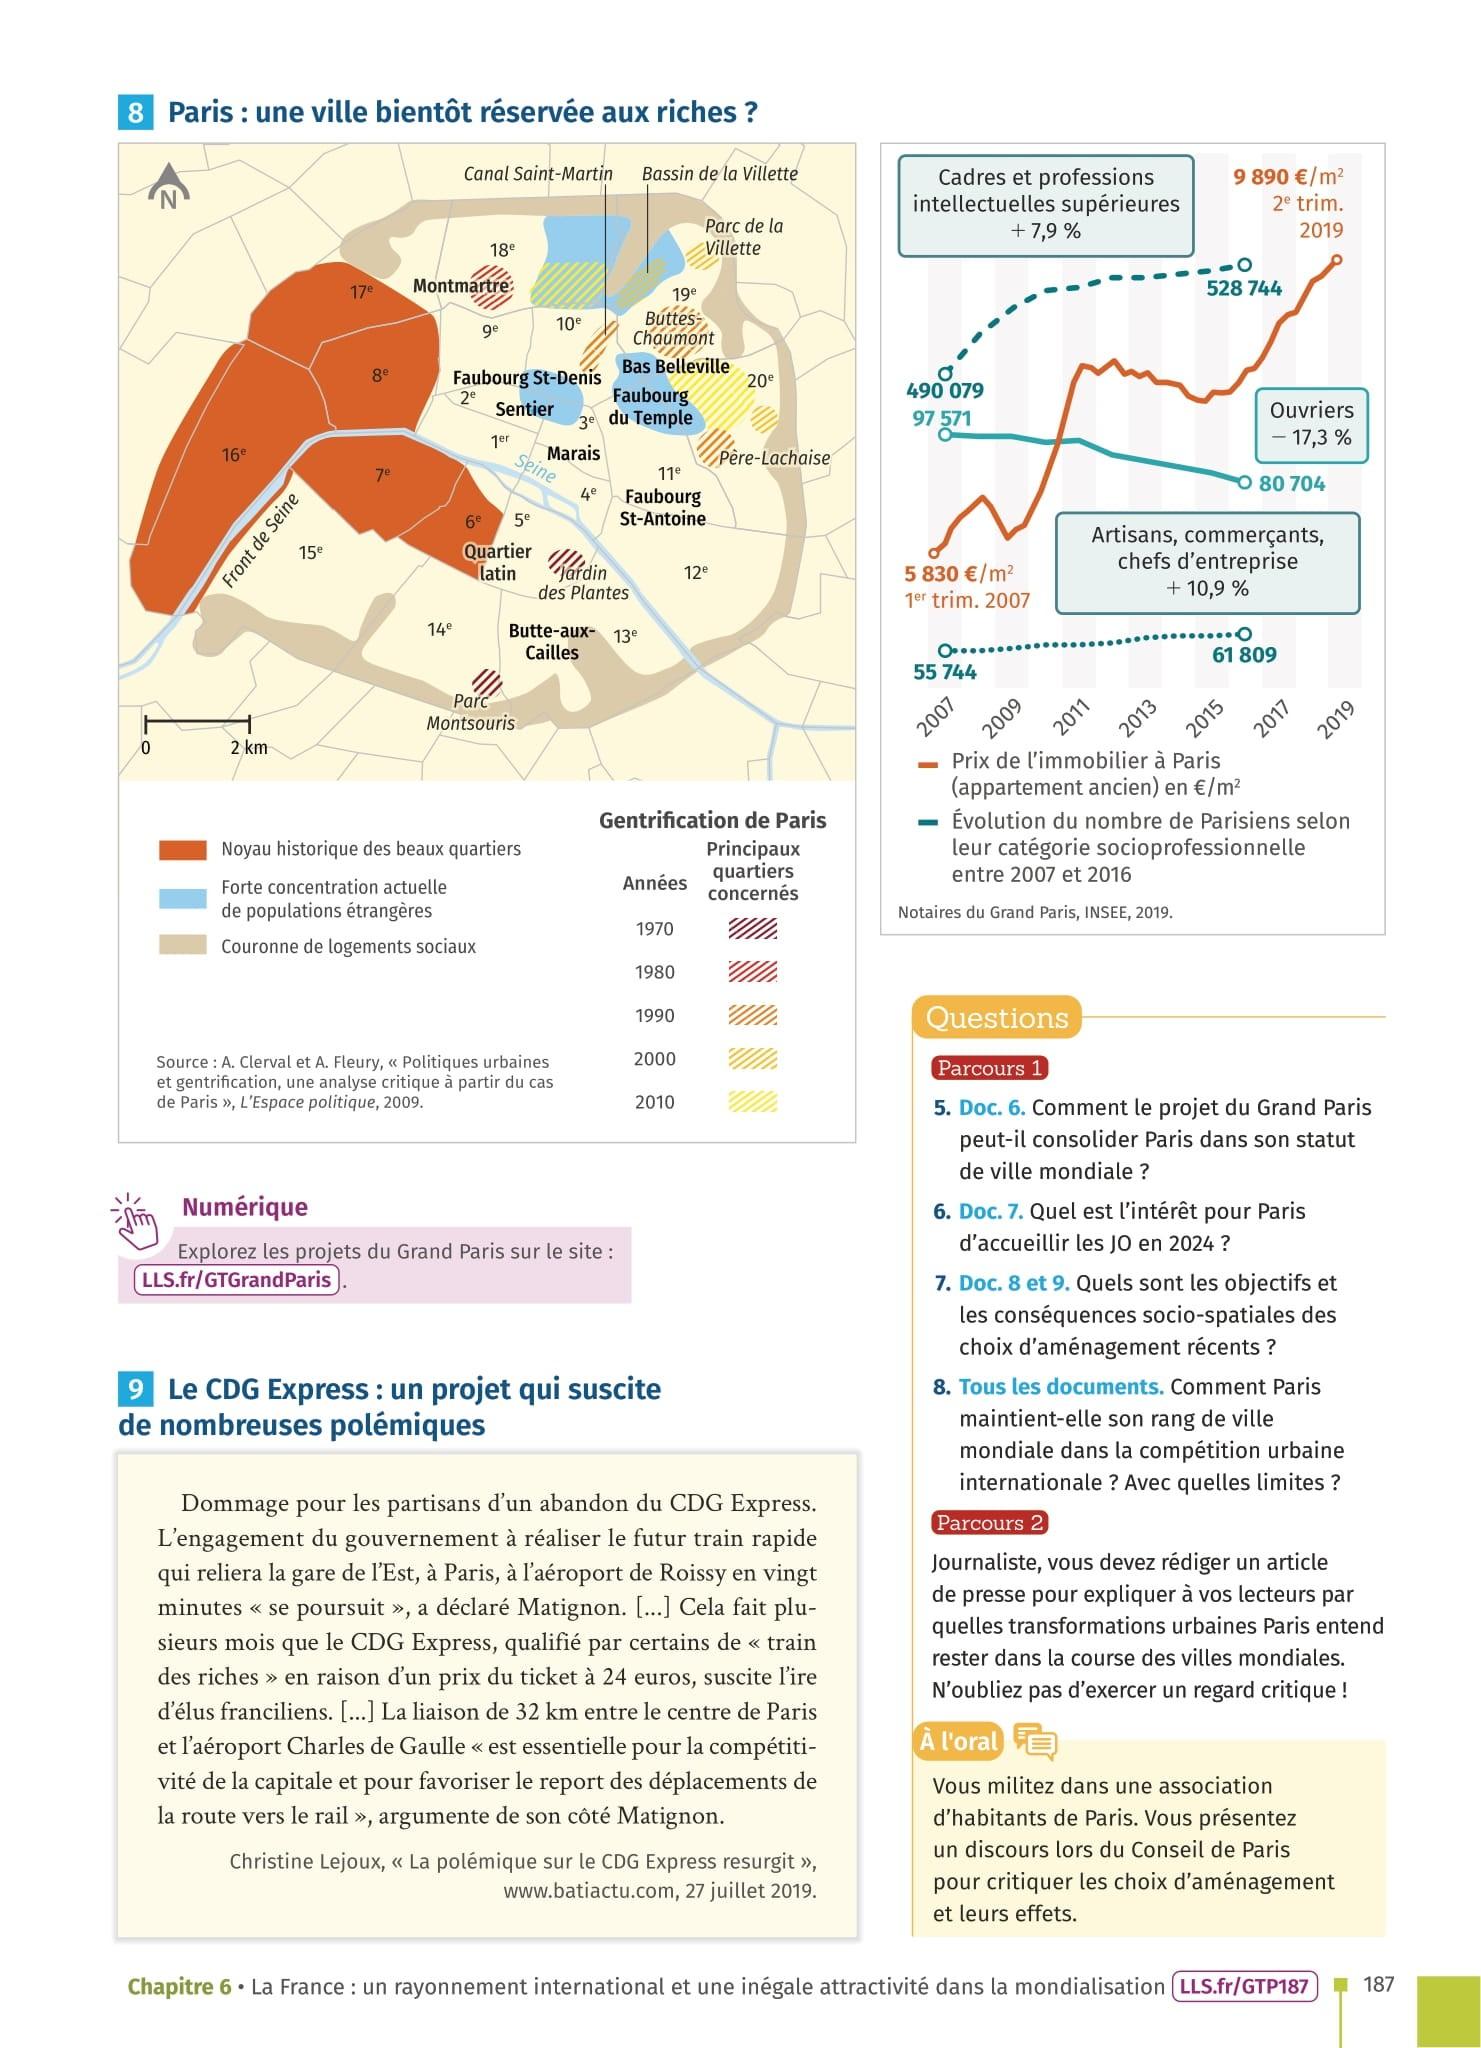 8 Paris : une ville bientôt réservée aux riches ?
N
Canal Saint-Martin
Bassin de la Villette
Parc de la
Villette
18e
Montmartre
17e
19e
9e
10e
Buttes-
Chaumont
8e
Faubourg St-Denis
Bas Belleville
20e
2e
Sentier
Faubourg
du Temple
3e
1er
16e
Marais
Père-Lachaise
7e
Seine
11e
4e
Faubourg
St-Antoine
6e
5e
Front de Seine
15e
Quartier
latin
Jardin
des Plantes
12e
14e
Butte-aux-
Cailles
13e
Parc
Montsouris
0
2 km
Noyau historique des beaux quartiers
Forte concentration actuelle
de populations étrangères
Couronne de logements sociaux
Source : A. Clerval et A. Fleury, « Politiques urbaines
et gentrification, une analyse critique à partir du cas
de Paris », L’Espace politique, 2009.
Gentrification de Paris
Années
Principaux
quartiers
concernés
1970
1980
1990
2000
2010
Cadres et professions
intellectuelles supérieures
+ 7,9 %
9 890 €/m²
2e trim.
2019
528 744
490 079
97 571
Ouvriers
– 17,3 %
80 704
Artisans, commerçants,
chefs d’entreprise
+ 10,9 %
5 830 €/m²
1er trim. 2007
61 809
55 744
2007
2009
2011
2013
2015
2017
2019
Prix de l’immobilier à Paris
(appartement ancien) en €/m²
Évolution du nombre de Parisiens selon
leur catégorie socioprofessionnelle
entre 2007 et 2016
Notaires du Grand Paris, INSEE, 2019.
Numérique
Explorez les projets du Grand Paris sur le site :
LLS.fr/GTGrandParis .
9 Le CDG Express : un projet qui suscite
de nombreuses polémiques
Dommage pour les partisans d’un abandon du CDG Express.
L’engagement du gouvernement à réaliser le futur train rapide
qui reliera la gare de l’Est, à Paris, à l’aéroport de Roissy en vingt
minutes « se poursuit », a déclaré Matignon. [...] Cela fait plu-
sieurs mois que le CDG Express, qualifié par certains de « train
des riches » en raison d’un prix du ticket à 24 euros, suscite l’ire
d’élus franciliens. [...] La liaison de 32 km entre le centre de Paris
et l’aéroport Charles de Gaulle « est essentielle pour la compétiti-
vité de la capitale et pour favoriser le report des déplacements de
la route vers le rail », argumente de son côté Matignon.
Christine Lejoux, « La polémique sur le CDG Express resurgit »,
www.batiactu.com, 27 juillet 2019.
Questions
Parcours 1
5. Doc. 6. Comment le projet du Grand Paris
peut-il consolider Paris dans son statut
de ville mondiale ?
6. Doc. 7. Quel est l’intérêt pour Paris
d’accueillir les JO en 2024 ?
7. Doc. 8 et 9. Quels sont les objectifs et
les conséquences socio-spatiales des
choix d’aménagement récents ?
8. Tous les documents. Comment Paris
maintient-elle son rang de ville
mondiale dans la compétition urbaine
internationale ? Avec quelles limites ?
Parcours 2
Journaliste, vous devez rédiger un article
de presse pour expliquer à vos lecteurs par
quelles transformations urbaines Paris entend
rester dans la course des villes mondiales.
N’oubliez pas d’exercer un regard critique !
À l'oral
Vous militez dans une association
d’habitants de Paris. Vous présentez
un discours lors du Conseil de Paris
pour critiquer les choix d’aménagement
et leurs effets.
Chapitre 6 • La France : un rayonnement international et une inégale attractivité dans la mondialisation LLS.fr/GTP187 187